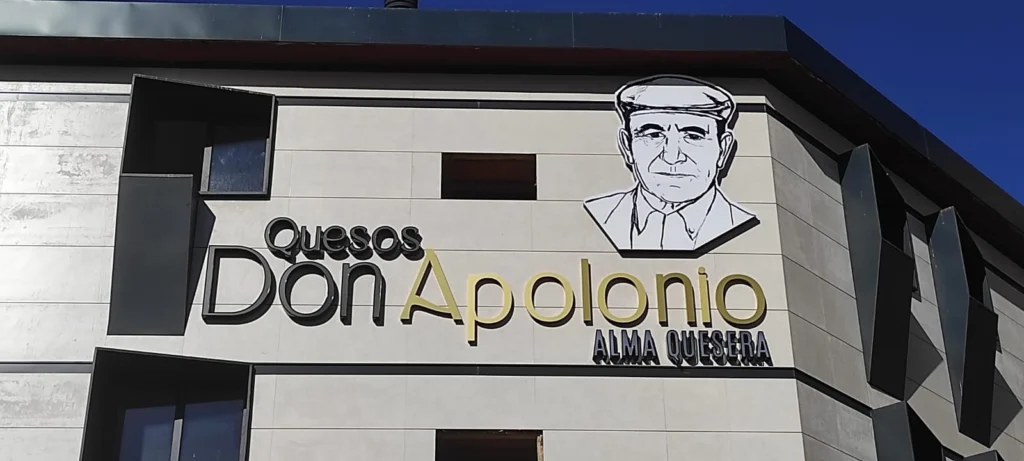 Quesos
Don Apolonio
ALMA QUESERA